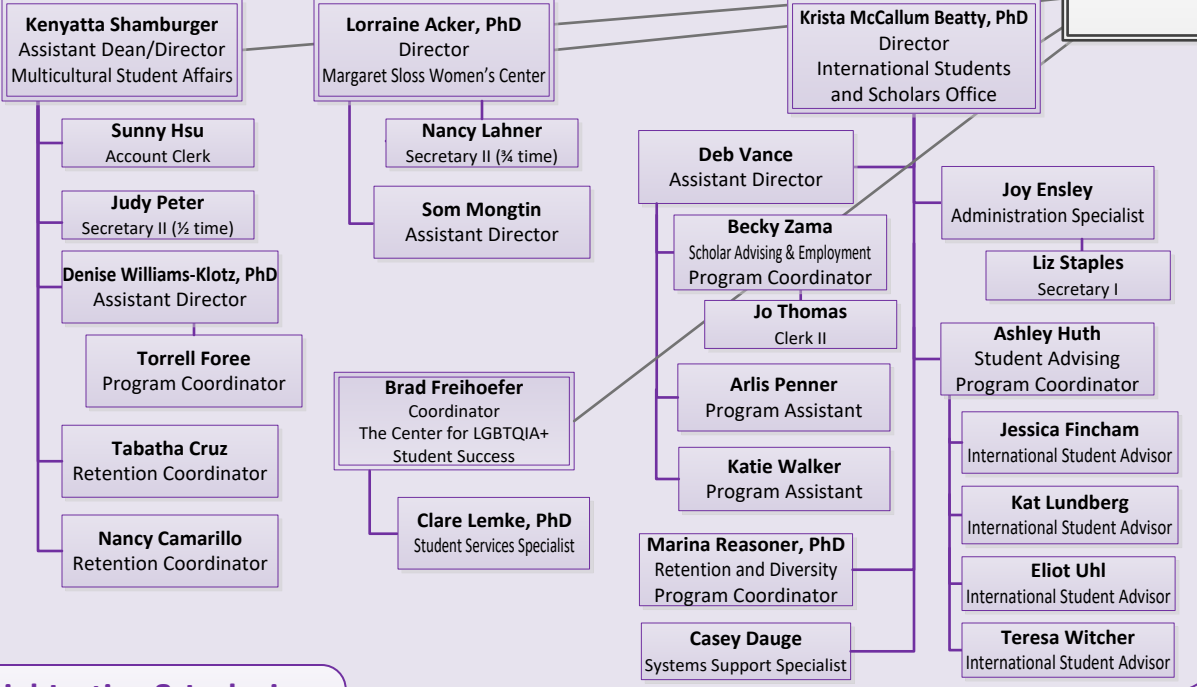 Kenyatta Shamburger
Assistant Dean/Director
Multicultural Student Affairs
Sunny Hsu
Account Clerk
Judy Peter
Secretary II (½ time)
Denise Williams-Klotz, PhD
Assistant Director
Torrell Foree
Program Coordinator
Tabatha Cruz
Retention Coordinator
Nancy Camarillo
Retention Coordinator
Lorraine Acker, PhD
Director
Margaret Sloss Women's Center
Nancy Lahner
Secretary II (¾ time)
Som Mongtin
Assistant Director
Brad Freihoefer
Coordinator
The Center for LGBTQIA+
Student Success
Clare Lemke, PhD
Student Services Specialist
Krista McCallum Beatty, PhD
Director
International Students
and Scholars Office
Deb Vance
Assistant Director
Becky Zama
Scholar Advising & Employment
Program Coordinator
Jo Thomas
Clerk II
Arlis Penner
Program Assistant
Katie Walker
Program Assistant
Marina Reasoner, PhD
Retention and Diversity
Program Coordinator
Casey Dauge
Systems Support Specialist
Joy Ensley
Administration Specialist
Liz Staples
Secretary I
Ashley Huth
Student Advising
Program Coordinator
Jessica Fincham
International Student Advisor
Kat Lundberg
International Student Advisor
Eliot Uhl
International Student Advisor
Teresa Witcher
International Student Advisor